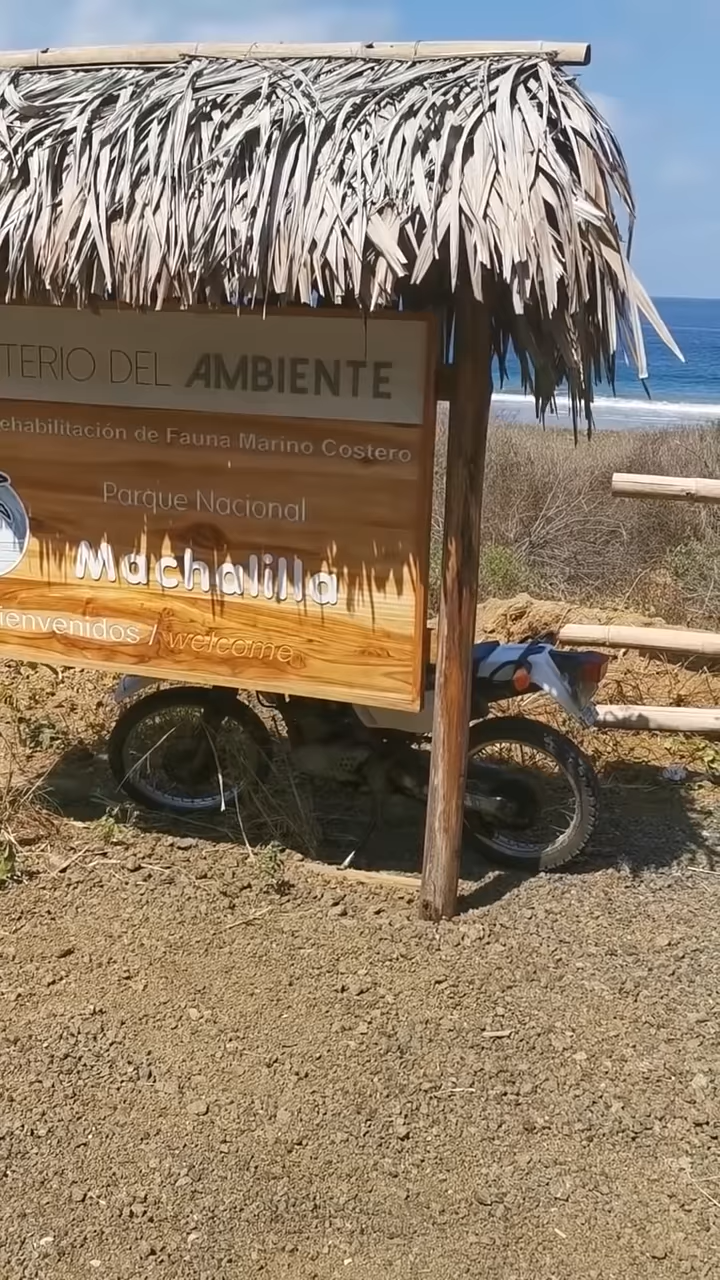 TERIO DEL AMBIENTE
ehabilitación de Fauna Marino Costero
Parque Nacional
Machalilla
ienvenidos / welcome